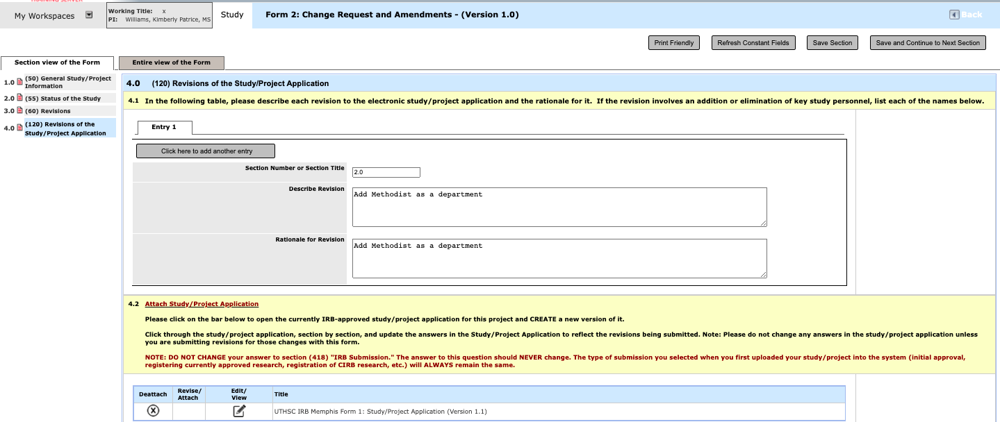 TRAINING SERVER
My Workspaces
Working Title: x
PI: Williams, Kimberly Patrice, MS
Study
Form 2: Change Request and Amendments - (Version 1.0)
Back
Print Friendly
Refresh Constant Fields
Save Section
Save and Continue to Next Section
Section view of the Form
Entire view of the Form
1.0 (50) General Study/Project
Information
2.0 (55) Status of the Study
3.0 (60) Revisions
4.0 (120) Revisions of the
Study/Project Application
4.0 (120) Revisions of the Study/Project Application
4.1 In the following table, please describe each revision to the electronic study/project application and the rationale for it. If the revision involves an addition or elimination of key study personnel, list each of the names below.
Entry 1
Click here to add another entry
Section Number or Section Title
2.0
Describe Revision
Add Methodist as a department
Rationale for Revision
Add Methodist as a department
4.2 Attach Study/Project Application
Please click on the bar below to open the currently IRB-approved study/project application for this project and CREATE a new version of it.
Click through the study/project application, section by section, and update the answers in the Study/Project Application to reflect the revisions being submitted. Note: Please do not change any answers in the study/project application unless
you are submitting revisions for those changes with this form.
NOTE: DO NOT CHANGE your answer to section (418) "IRB Submission." The answer to this question should NEVER change. The type of submission you selected when you first uploaded your study/project into the system (initial approval,
registering currently approved research, registration of CIRB research, etc.) will ALWAYS remain the same.
Deattach
Revise/
Attach
Edit/
View
Title
UTHSC IRB Memphis Form 1: Study/Project Application (Version 1.1)